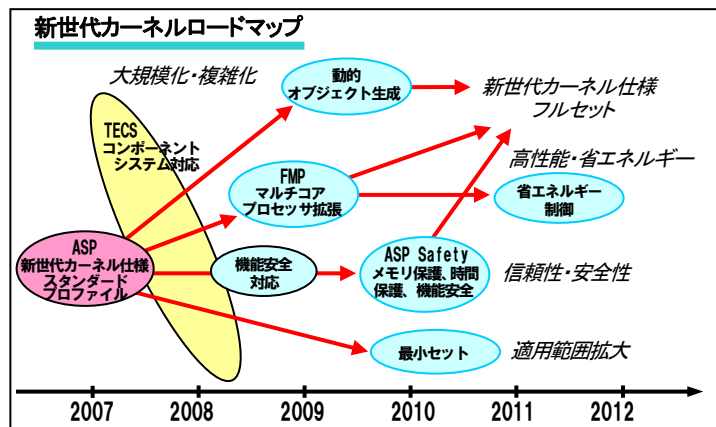 新世代カーネルロードマップ
大規模化・複雑化
動的
オブジェクト生成
新世代カーネル仕様
フルセット
TECS
コンポーネント
システム対応
高性能・省エネルギー
FMP
マルチコア
プロセッサ拡張
省エネルギー
制御
ASP
新世代カーネル仕様
スタンダード
プロファイル
機能安全
対応
ASP Safety
メモリ保護、時間
保護、機能安全
信頼性・安全性
最小セット
適用範囲拡大
2007 2008 2009 2010 2011 2012